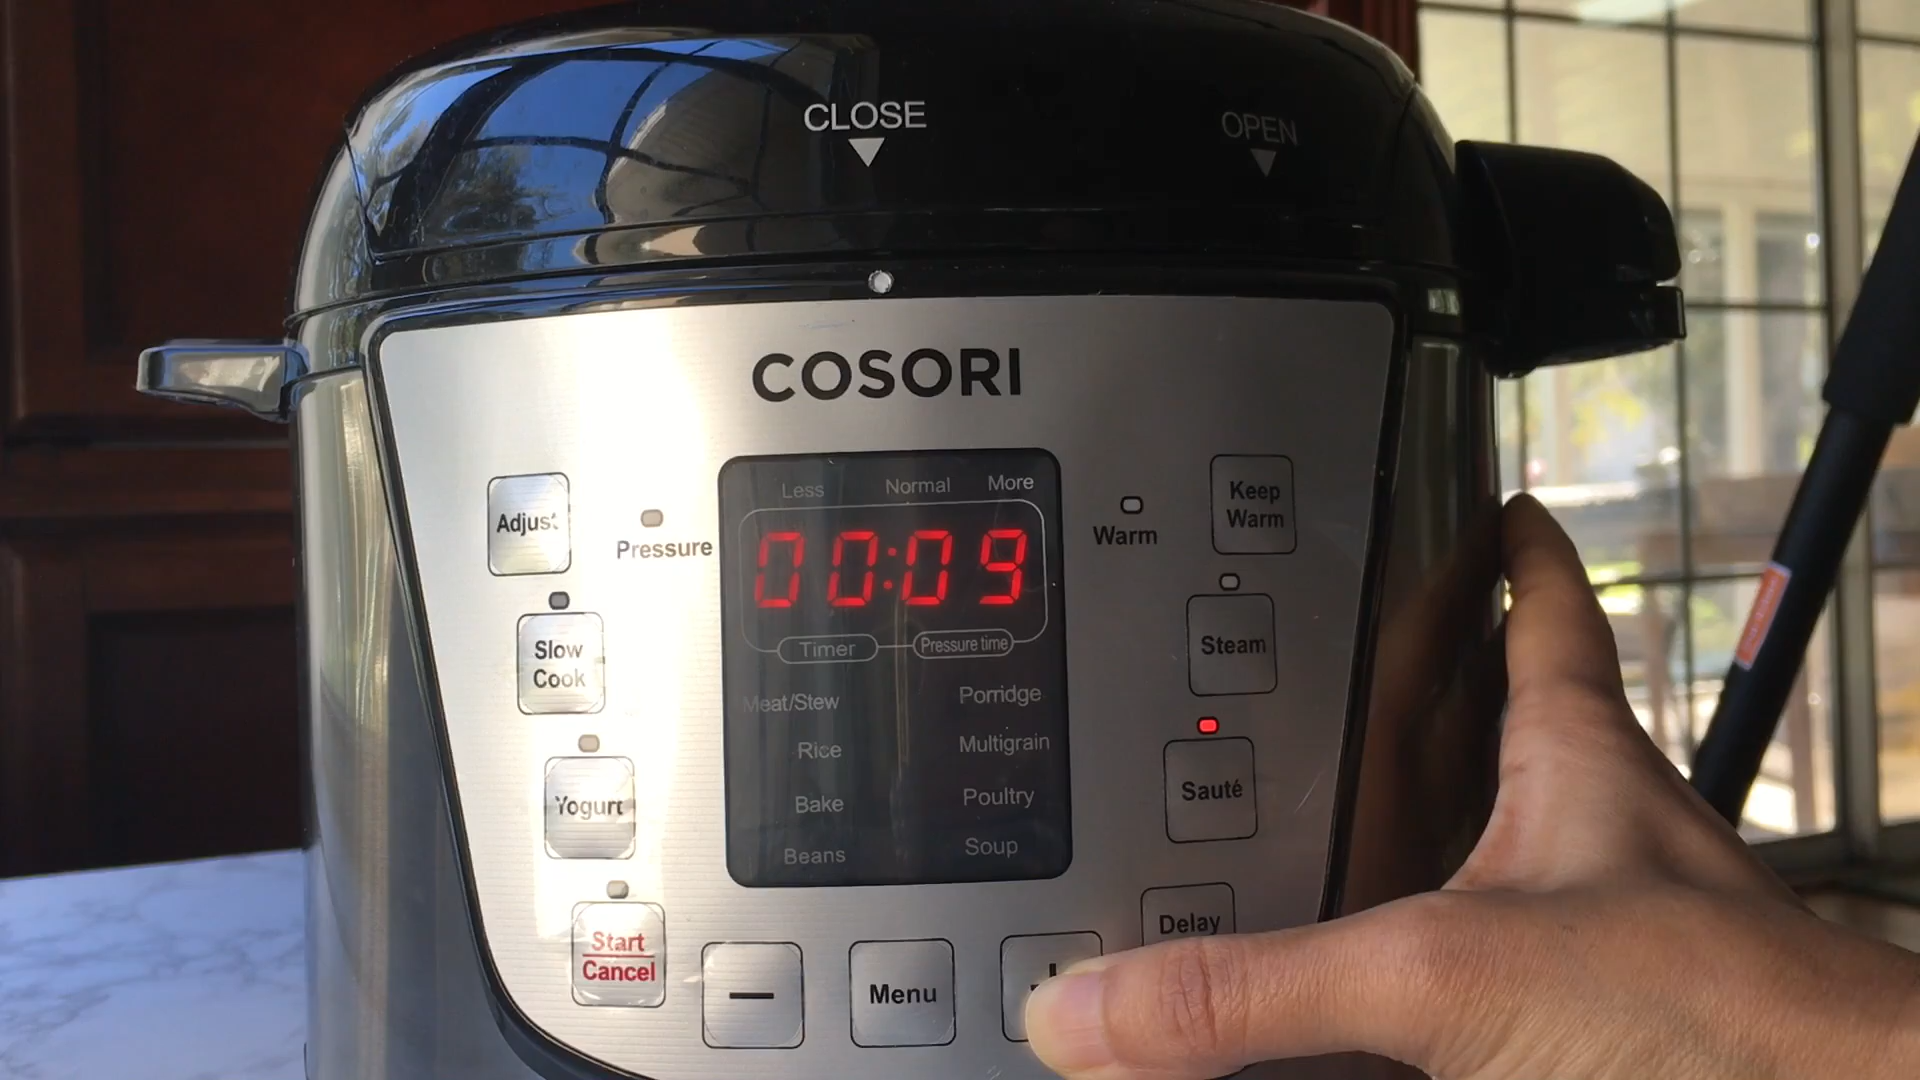 CLOSE
OPEN
COSORI
Less Normal More
00:09
Timer Pressure time
Meat/Stew Porridge
Rice Multigrain
Bake Poultry
Beans Soup
Adjust
Pressure
Slow
Cook
Yogurt
Start
Cancel
Warm
Keep
Warm
Steam
Sauté
Delay
−
Menu
+